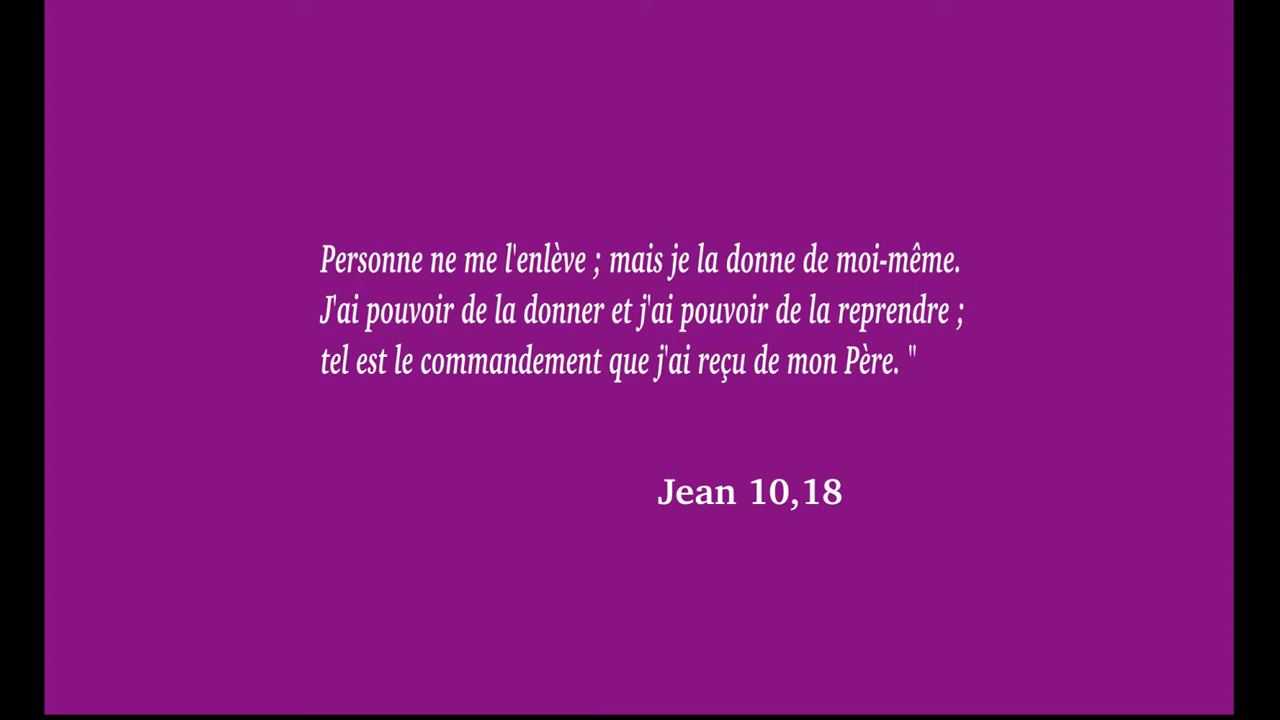 Personne ne me l'enlève ; mais je la donne de moi-même.
J'ai pouvoir de la donner et j'ai pouvoir de la reprendre ;
tel est le commandement que j'ai reçu de mon Père. "
Jean 10,18